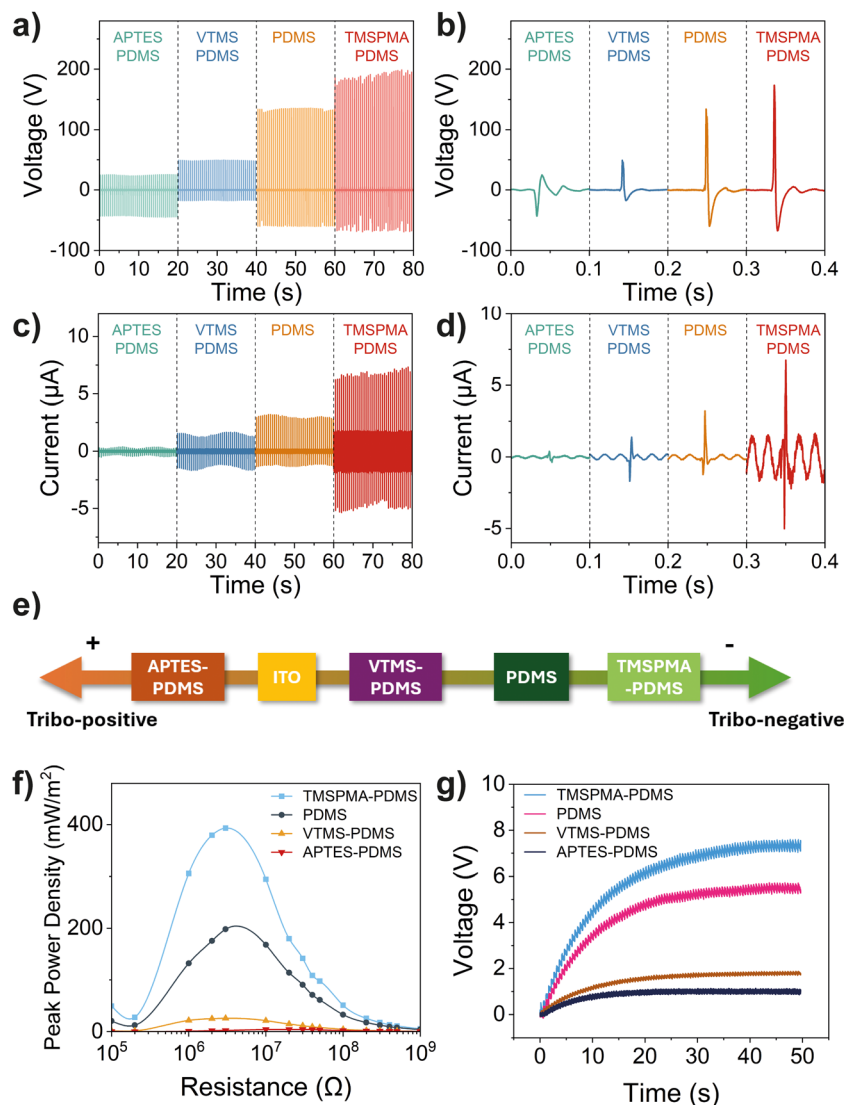 a)
APTES VTMS PDMS TMSPMA
PDMS PDMS PDMS
200
100
0
-100
Voltage (V)
0 10 20 30 40 50 60 70 80
Time (s)
b)
APTES VTMS PDMS TMSPMA
PDMS PDMS PDMS
200
100
0
-100
Voltage (V)
0.0 0.1 0.2 0.3 0.4
Time (s)
c)
APTES VTMS PDMS TMSPMA
PDMS PDMS PDMS
10
5
0
-5
Current (µA)
0 10 20 30 40 50 60 70 80
Time (s)
d)
APTES VTMS PDMS TMSPMA
PDMS PDMS PDMS
10
5
0
-5
Current (µA)
0.0 0.1 0.2 0.3 0.4
Time (s)
e)
+ -
APTES-
PDMS
ITO
VTMS-
PDMS
PDMS
TMSPMA
-PDMS
Tribo-positive Tribo-negative
f)
TMSPMA-PDMS
PDMS
VTMS-PDMS
APTES-PDMS
400
200
0
Peak Power Density (mW/m²)
10⁵ 10⁶ 10⁷ 10⁸ 10⁹
Resistance (Ω)
g)
TMSPMA-PDMS
PDMS
VTMS-PDMS
APTES-PDMS
10
8
6
4
2
0
Voltage (V)
0 10 20 30 40 50
Time (s)